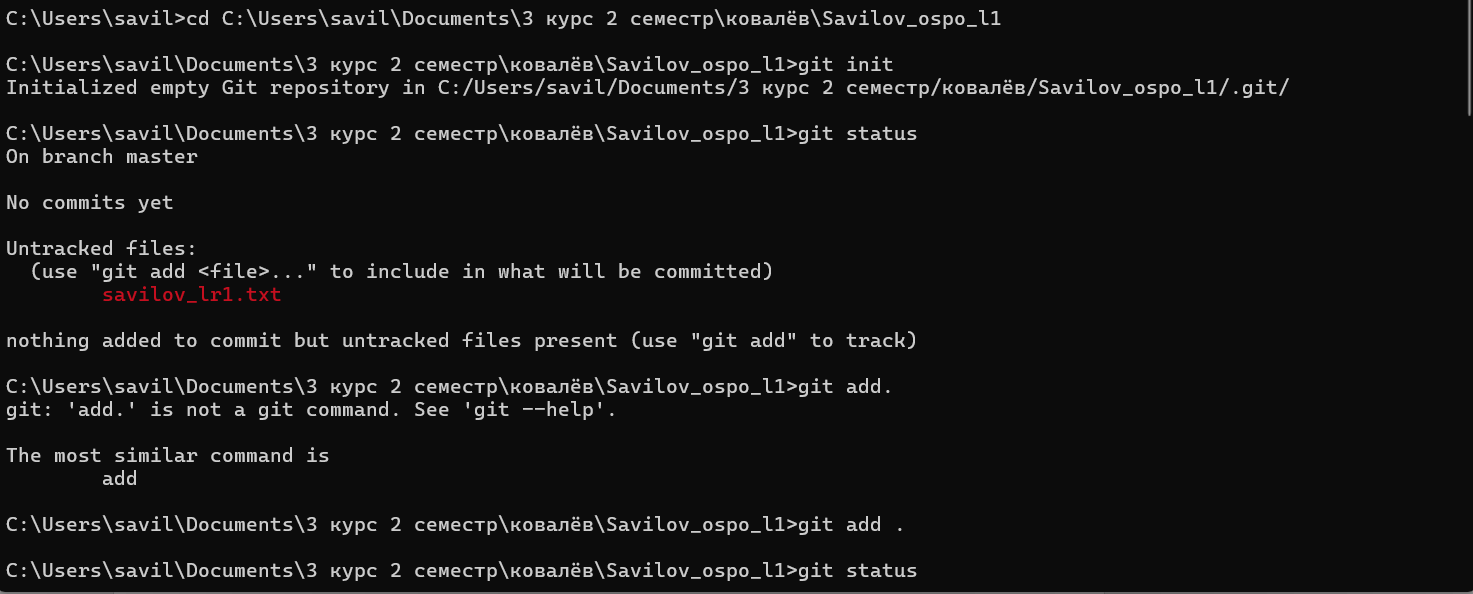 C:\Users\savil>cd C:\Users\savil\Documents\3 курс 2 семестр\ковалёв\Savilov_ospo_l1
C:\Users\savil\Documents\3 курс 2 семестр\ковалёв\Savilov_ospo_l1>git init
Initialized empty Git repository in C:/Users/savil/Documents/3 курс 2 семестр/ковалёв/Savilov_ospo_l1/.git/
C:\Users\savil\Documents\3 курс 2 семестр\ковалёв\Savilov_ospo_l1>git status
On branch master
No commits yet
Untracked files:
  (use "git add <file>..." to include in what will be committed)
        savilov_lr1.txt
nothing added to commit but untracked files present (use "git add" to track)
C:\Users\savil\Documents\3 курс 2 семестр\ковалёв\Savilov_ospo_l1>git add.
git: 'add.' is not a git command. See 'git --help'.
The most similar command is
        add
C:\Users\savil\Documents\3 курс 2 семестр\ковалёв\Savilov_ospo_l1>git add .
C:\Users\savil\Documents\3 курс 2 семестр\ковалёв\Savilov_ospo_l1>git status